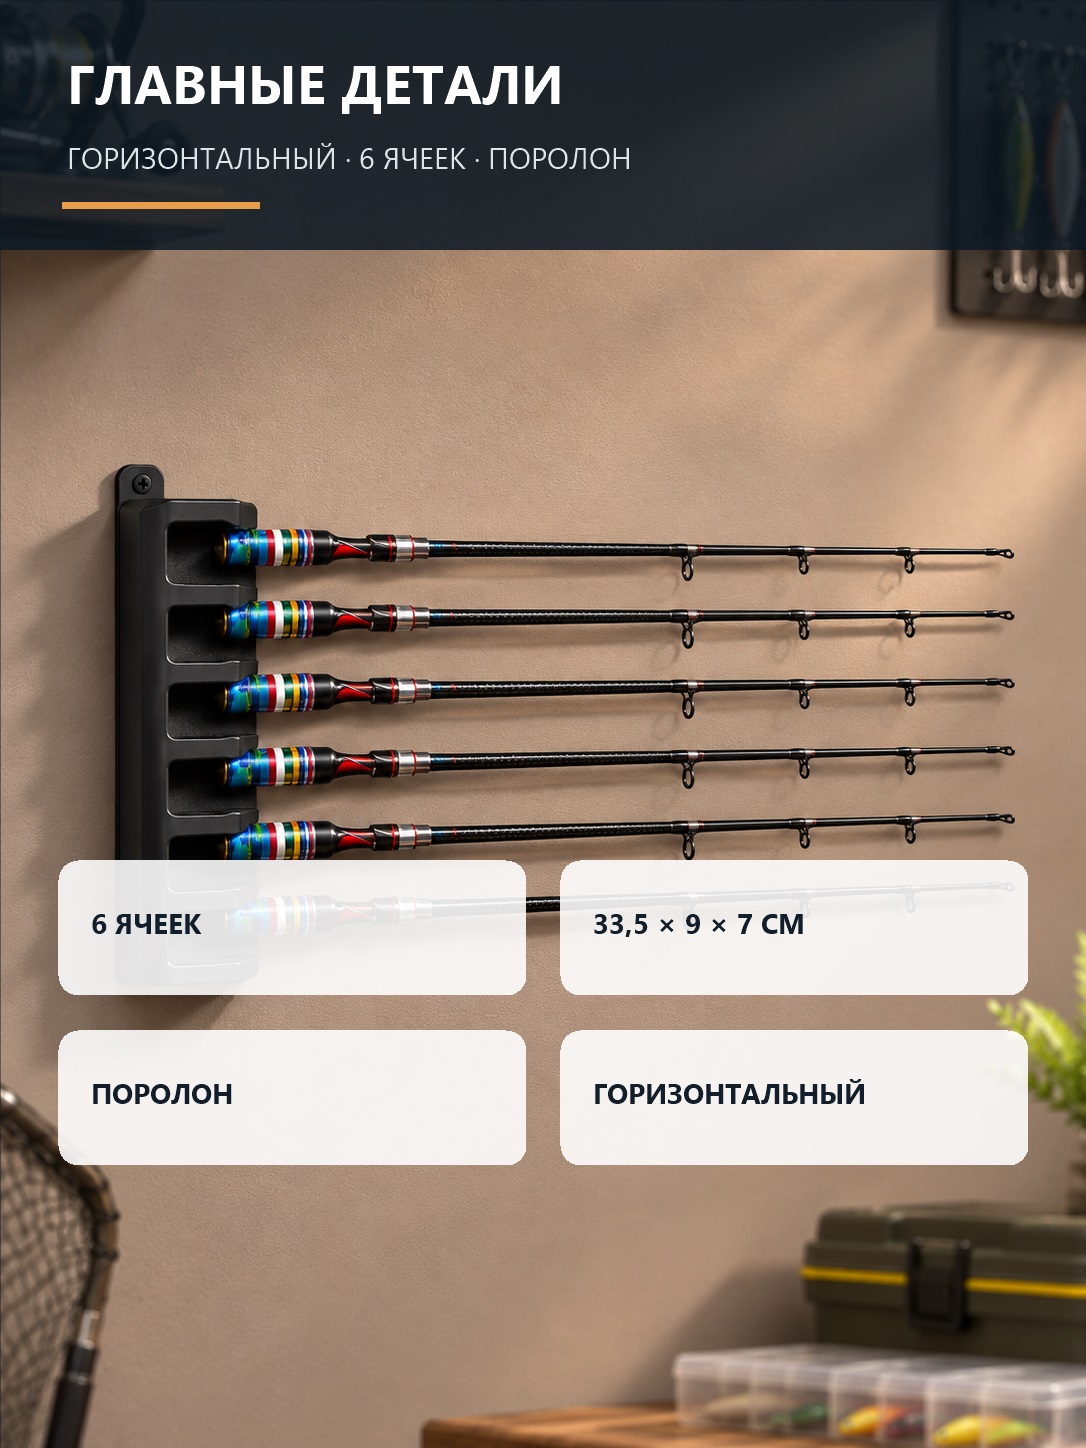 ГЛАВНЫЕ ДЕТАЛИ
ГОРИЗОНТАЛЬНЫЙ · 6 ЯЧЕЕК · ПОРОЛОН
6 ЯЧЕЕК
33,5 × 9 × 7 СМ
ПОРОЛОН
ГОРИЗОНТАЛЬНЫЙ